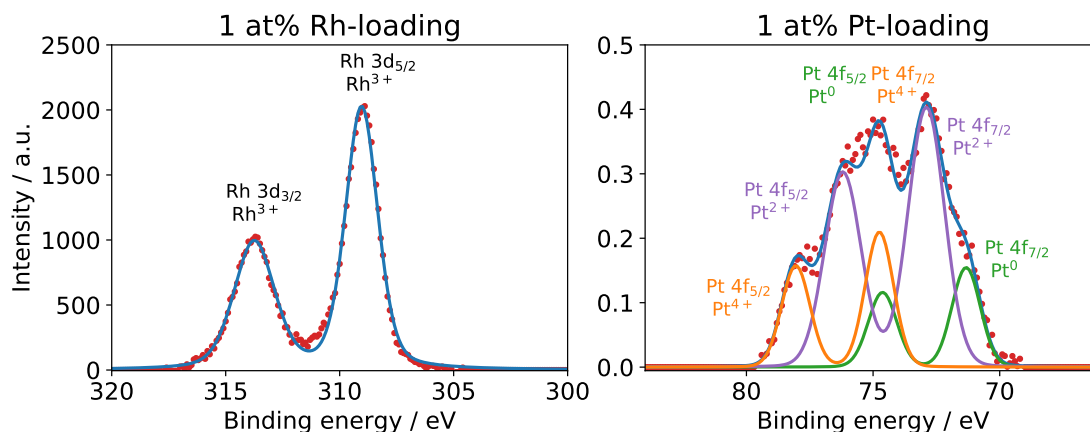 1 at% Rh-loading
2500
2000
1500
1000
500
0
Intensity / a.u.
Rh 3d₅/₂
Rh³⁺
Rh 3d₃/₂
Rh³⁺
320
315
310
305
300
Binding energy / eV
1 at% Pt-loading
0.5
0.4
0.3
0.2
0.1
0.0
Pt 4f₅/₂
Pt⁰
Pt 4f₇/₂
Pt⁴⁺
Pt 4f₇/₂
Pt²⁺
Pt 4f₅/₂
Pt²⁺
Pt 4f₇/₂
Pt⁰
Pt 4f₅/₂
Pt⁴⁺
80
75
70
Binding energy / eV